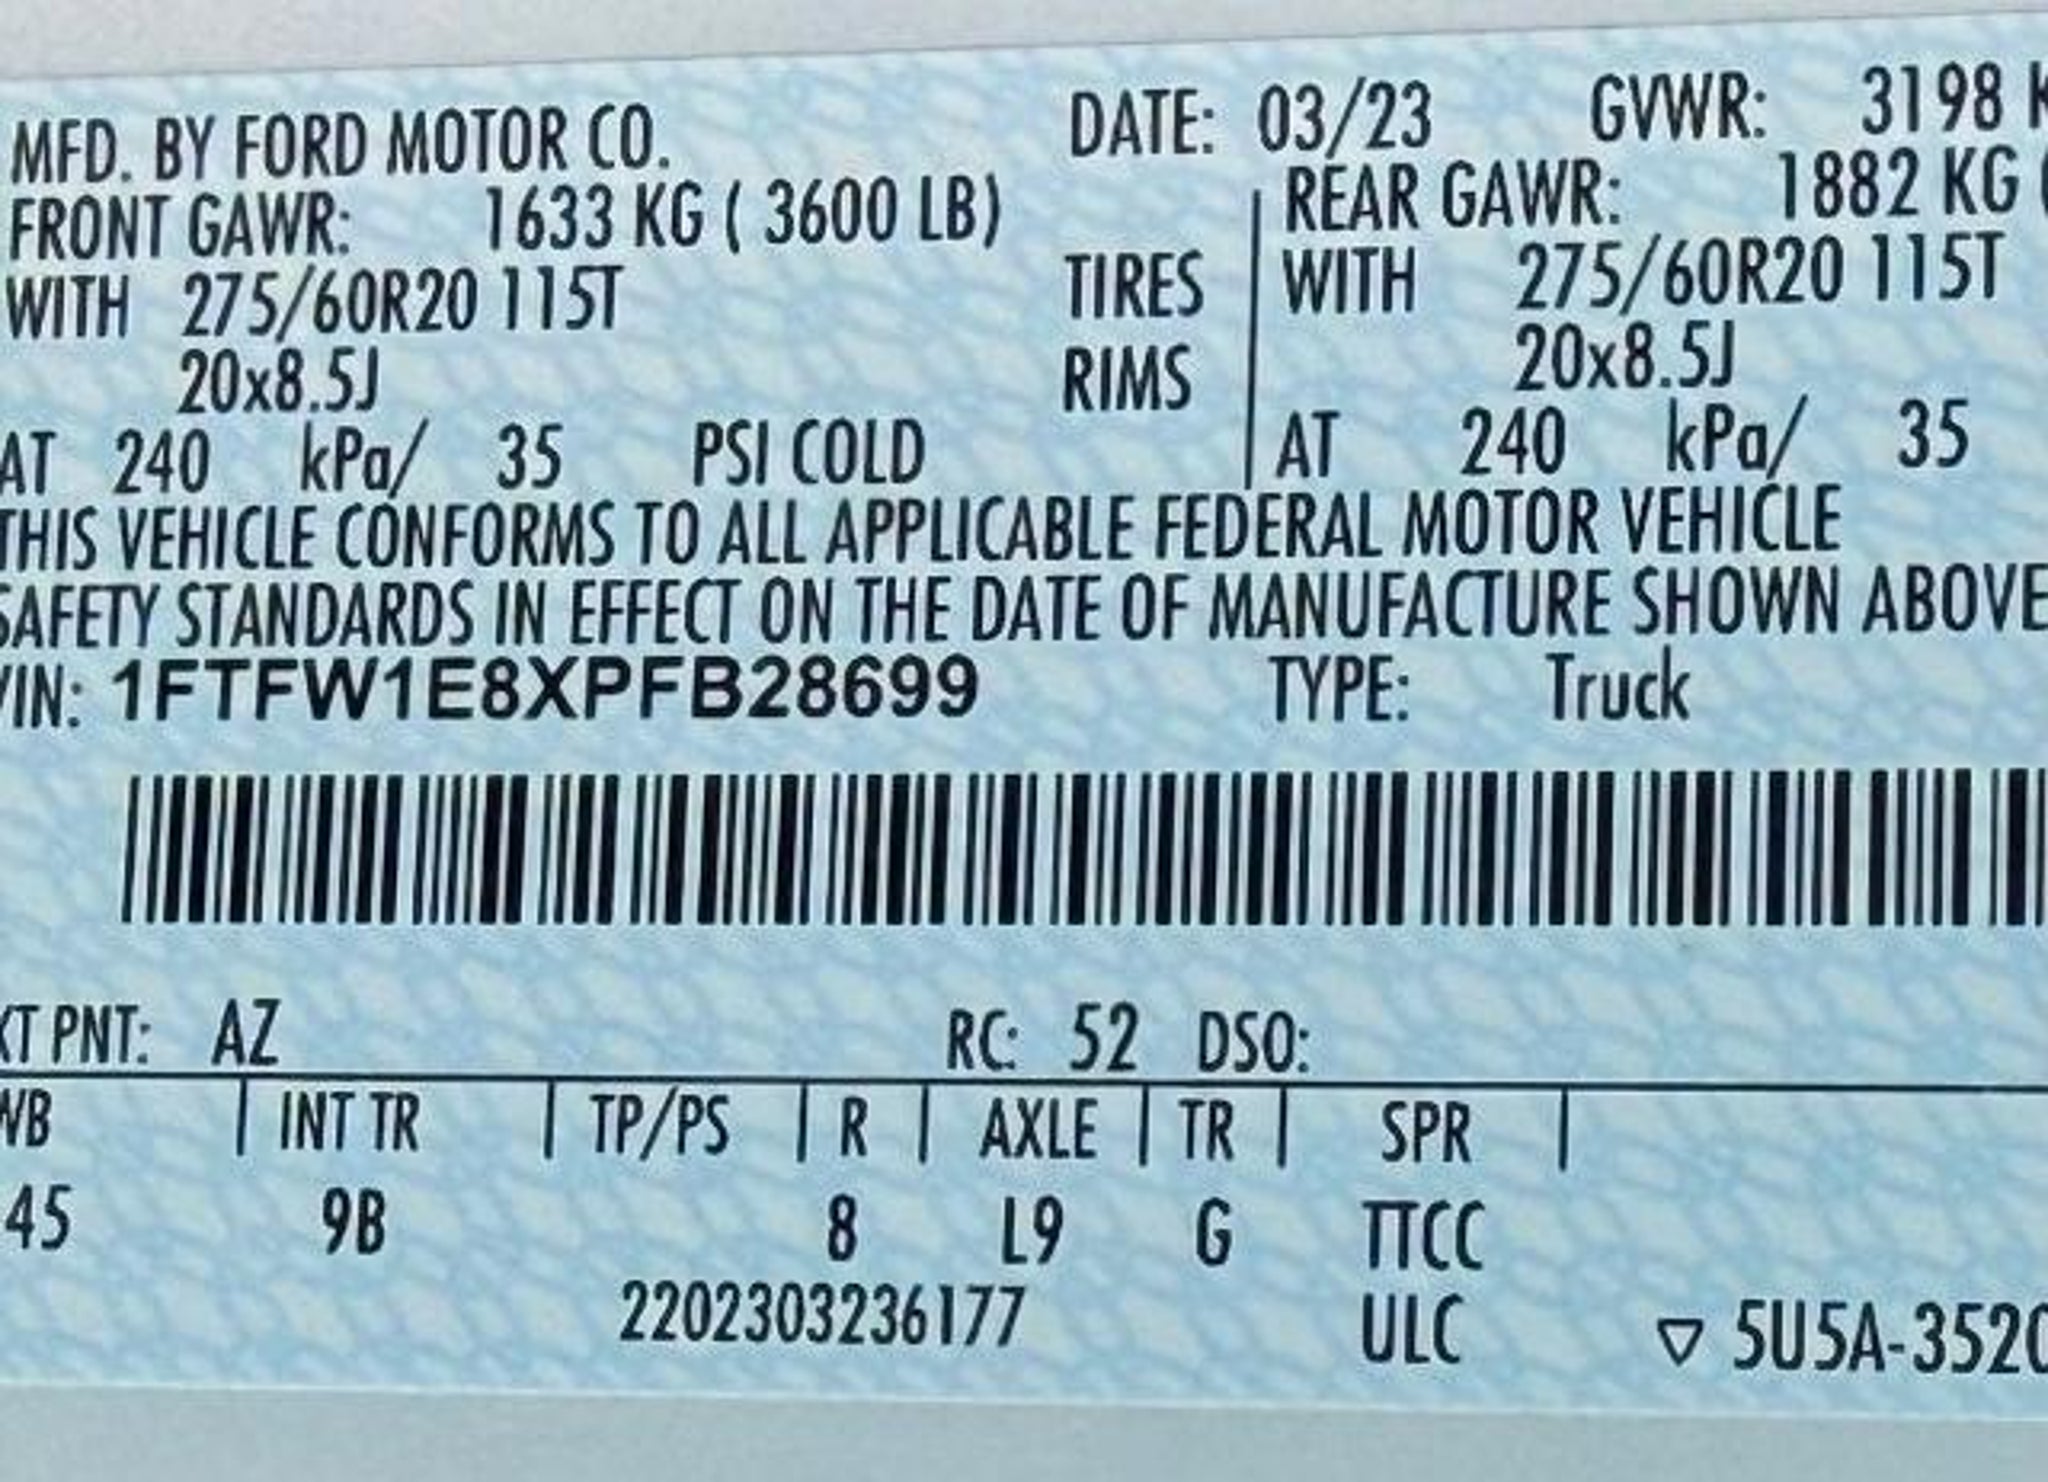 MFD. BY FORD MOTOR CO. DATE: 03/23 GVWR: 3198 K
FRONT GAWR: 1633 KG ( 3600 LB) REAR GAWR: 1882 KG (
WITH 275/60R20 115T TIRES WITH 275/60R20 115T
20x8.5J RIMS 20x8.5J
AT 240 kPa/ 35 PSI COLD AT 240 kPa/ 35
THIS VEHICLE CONFORMS TO ALL APPLICABLE FEDERAL MOTOR VEHICLE
SAFETY STANDARDS IN EFFECT ON THE DATE OF MANUFACTURE SHOWN ABOVE
VIN: 1FTFW1E8XPFB28699 TYPE: Truck
XT PNT: AZ RC: 52 DSO:
WB INT TR TP/PS R AXLE TR SPR
45 9B 8 L9 G TTCC
2202303236177 ULC ▽ 5U5A-3520